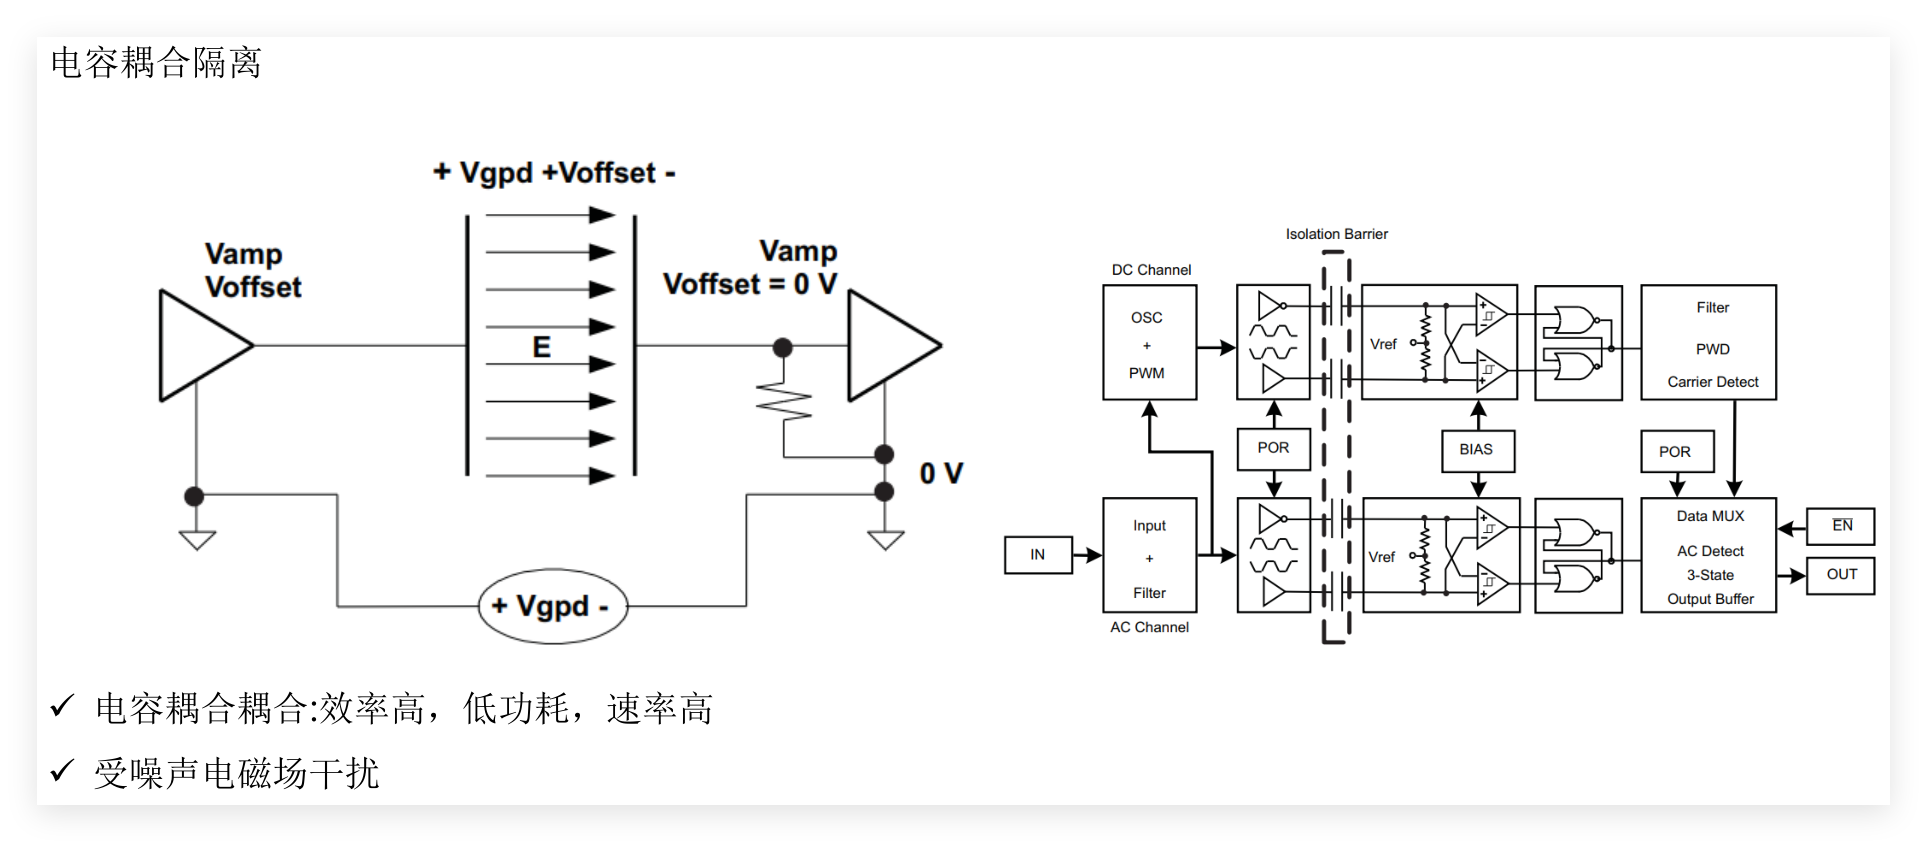 电容耦合隔离
+ Vgpd +Voffset -
Vamp
Voffset
E
Vamp
Voffset = 0 V
0 V
+ Vgpd -
Isolation Barrier
DC Channel
OSC
+
PWM
Vref
+
-
-
+
Filter
PWD
Carrier Detect
POR
BIAS
POR
IN
Input
+
Filter
AC Channel
Vref
+
-
-
+
Data MUX
AC Detect
3-State
Output Buffer
EN
OUT
✓ 电容耦合耦合:效率高，低功耗，速率高
✓ 受噪声电磁场干扰